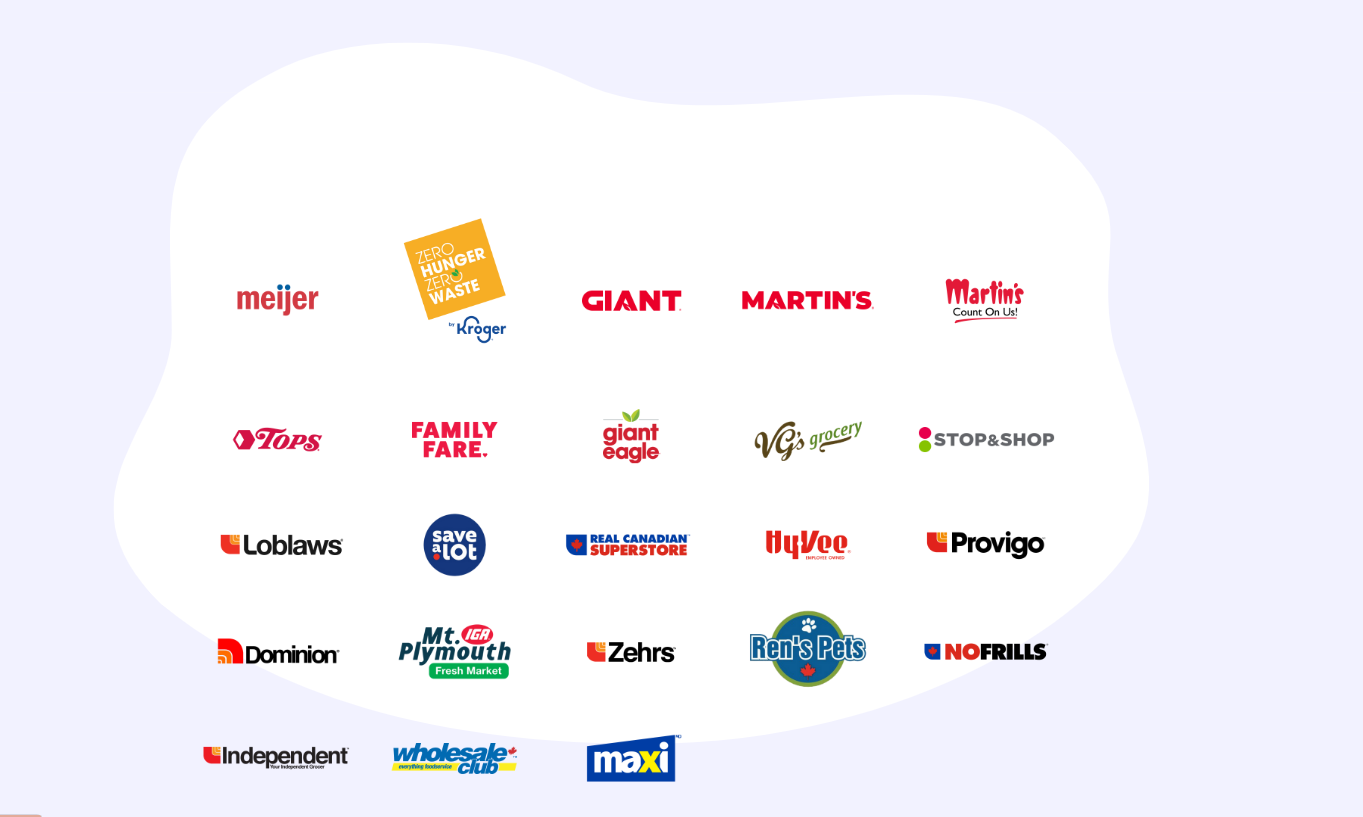 meijer
ZERO
HUNGER
ZERO
WASTE
by Kroger
GIANT
MARTIN'S
Martin's
Count On Us!
TOPS
FAMILY
FARE.
giant
eagle
VG's grocery
STOP&SHOP
Loblaws
save
a lot
REAL CANADIAN
SUPERSTORE
HyVee
EMPLOYEE OWNED
Provigo
Dominion
Mt. IGA
Plymouth
Fresh Market
Zehrs
Ren's Pets
NOFRILLS
Independent
Your Independent Grocer
wholesale
everything foodservice club
maxi